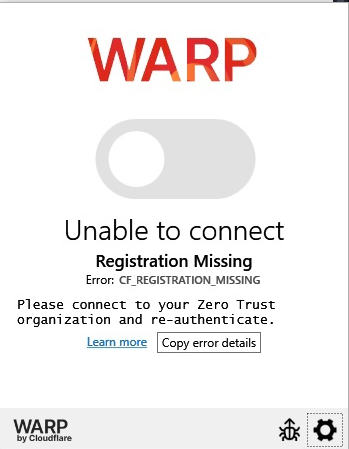 WARP
Unable to connect
Registration Missing
Error: CF_REGISTRATION_MISSING
Please connect to your Zero Trust
organization and re-authenticate.
Learn more Copy error details
WARP
by Cloudflare